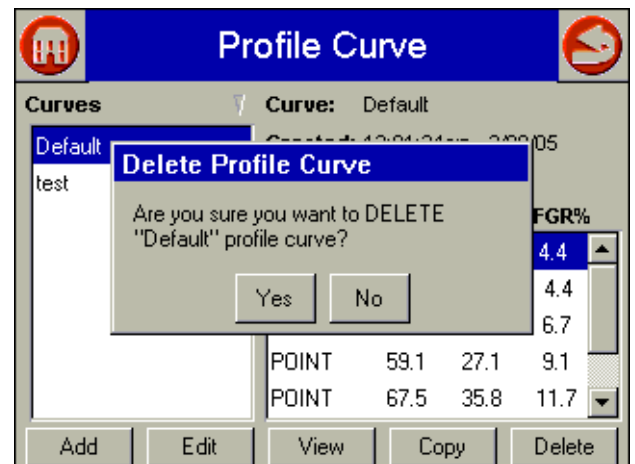 Profile Curve
Curves Curve: Default
Default
test
Delete Profile Curve
Are you sure you want to DELETE
"Default" profile curve?
Yes No
FGR%
4.4
4.4
6.7
POINT 59.1 27.1 9.1
POINT 67.5 35.8 11.7
Add Edit View Copy Delete